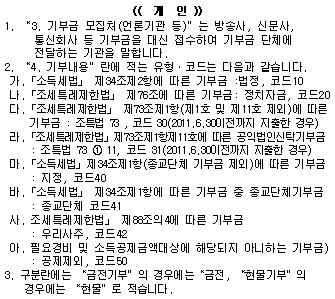 《 개 인 》
1. "3. 기부금 모집처(언론기관 등)" 는 방송사, 신문사,
통신회사 등 기부금을 대신 접수하여 기부금 단체에
전달하는 기관을 말합니다.
2. "4. 기부내용" 란에 적는 유형ㆍ코드는 다음과 같습니다.
가.「소득세법」 제34조제2항에 따른 기부금 :법정, 코드10
나.「조세특례제한법」 제76조에 따른 기부금: 정치자금, 코드20
다.「조세특례제한법」 제73조제1항(제1호 및 제11호 제외)에 따른
기부금 : 조특법 73 , 코드 30(2011.6.30이전까지 지출한 경우)
라.「조세특례제한법」제73조제1항제11호에 따른 공익법인신탁기부금
: 조특법 73 ① 11, 코드 31(2011.6.30이전까지 지출한 경우)
마.「소득세법」 제34조제1항(종교단체 기부금 제외)에 따른 기부금
: 지정, 코드40
바.「소득세법」 제34조제1항에 따른 기부금 중 종교단체기부금
: 종교단체 코드41
사. 조세특례제한법」 제88조의4에 따른 기부금
: 우리사주, 코드42
아. 필요경비 및 소득공제금액대상에 해당되지 아니하는 기부금)
: 공제제외, 코드50
3. 구분란에는 "금전기부" 의 경우에는"금전, "현물기부" 의
경우에는 "현물" 로 적습니다.